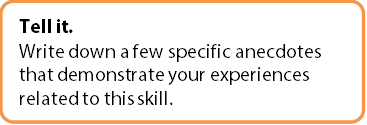 Tell it.
Write down a few specific anecdotes
that demonstrate your experiences
related to this skill.